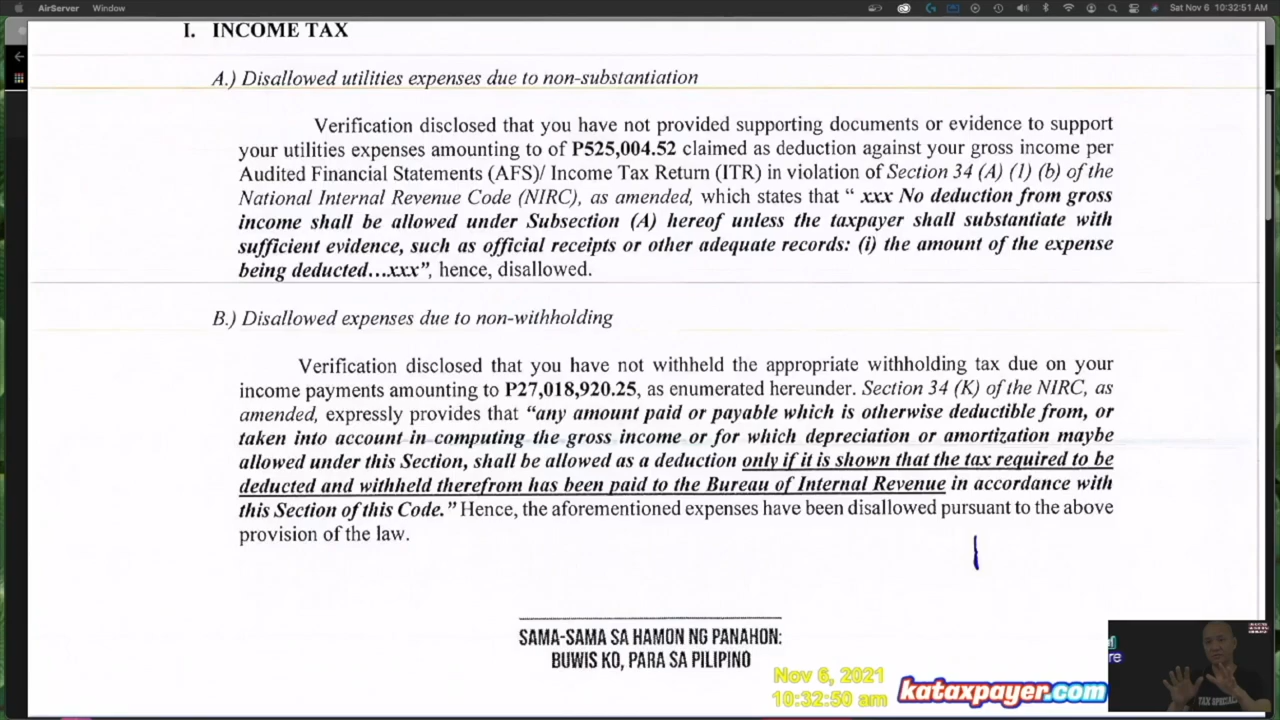 AirServer Window Sat Nov 6 10:32:51 AM
I. INCOME TAX
A.) Disallowed utilities expenses due to non-substantiation
Verification disclosed that you have not provided supporting documents or evidence to support
your utilities expenses amounting to of P525,004.52 claimed as deduction against your gross income per
Audited Financial Statements (AFS)/ Income Tax Return (ITR) in violation of Section 34 (A) (1) (b) of the
National Internal Revenue Code (NIRC), as amended, which states that “ xxx No deduction from gross
income shall be allowed under Subsection (A) hereof unless the taxpayer shall substantiate with
sufficient evidence, such as official receipts or other adequate records: (i) the amount of the expense
being deducted…xxx”, hence, disallowed.
B.) Disallowed expenses due to non-withholding
Verification disclosed that you have not withheld the appropriate withholding tax due on your
income payments amounting to P27,018,920.25, as enumerated hereunder. Section 34 (K) of the NIRC, as
amended, expressly provides that “any amount paid or payable which is otherwise deductible from, or
taken into account in computing the gross income or for which depreciation or amortization maybe
allowed under this Section, shall be allowed as a deduction only if it is shown that the tax required to be
deducted and withheld therefrom has been paid to the Bureau of Internal Revenue in accordance with
this Section of this Code.” Hence, the aforementioned expenses have been disallowed pursuant to the above
provision of the law.
SAMA-SAMA SA HAMON NG PANAHON:
BUWIS KO, PARA SA PILIPINO
Nov 6, 2021
10:32:50 am
kataxpayer.com